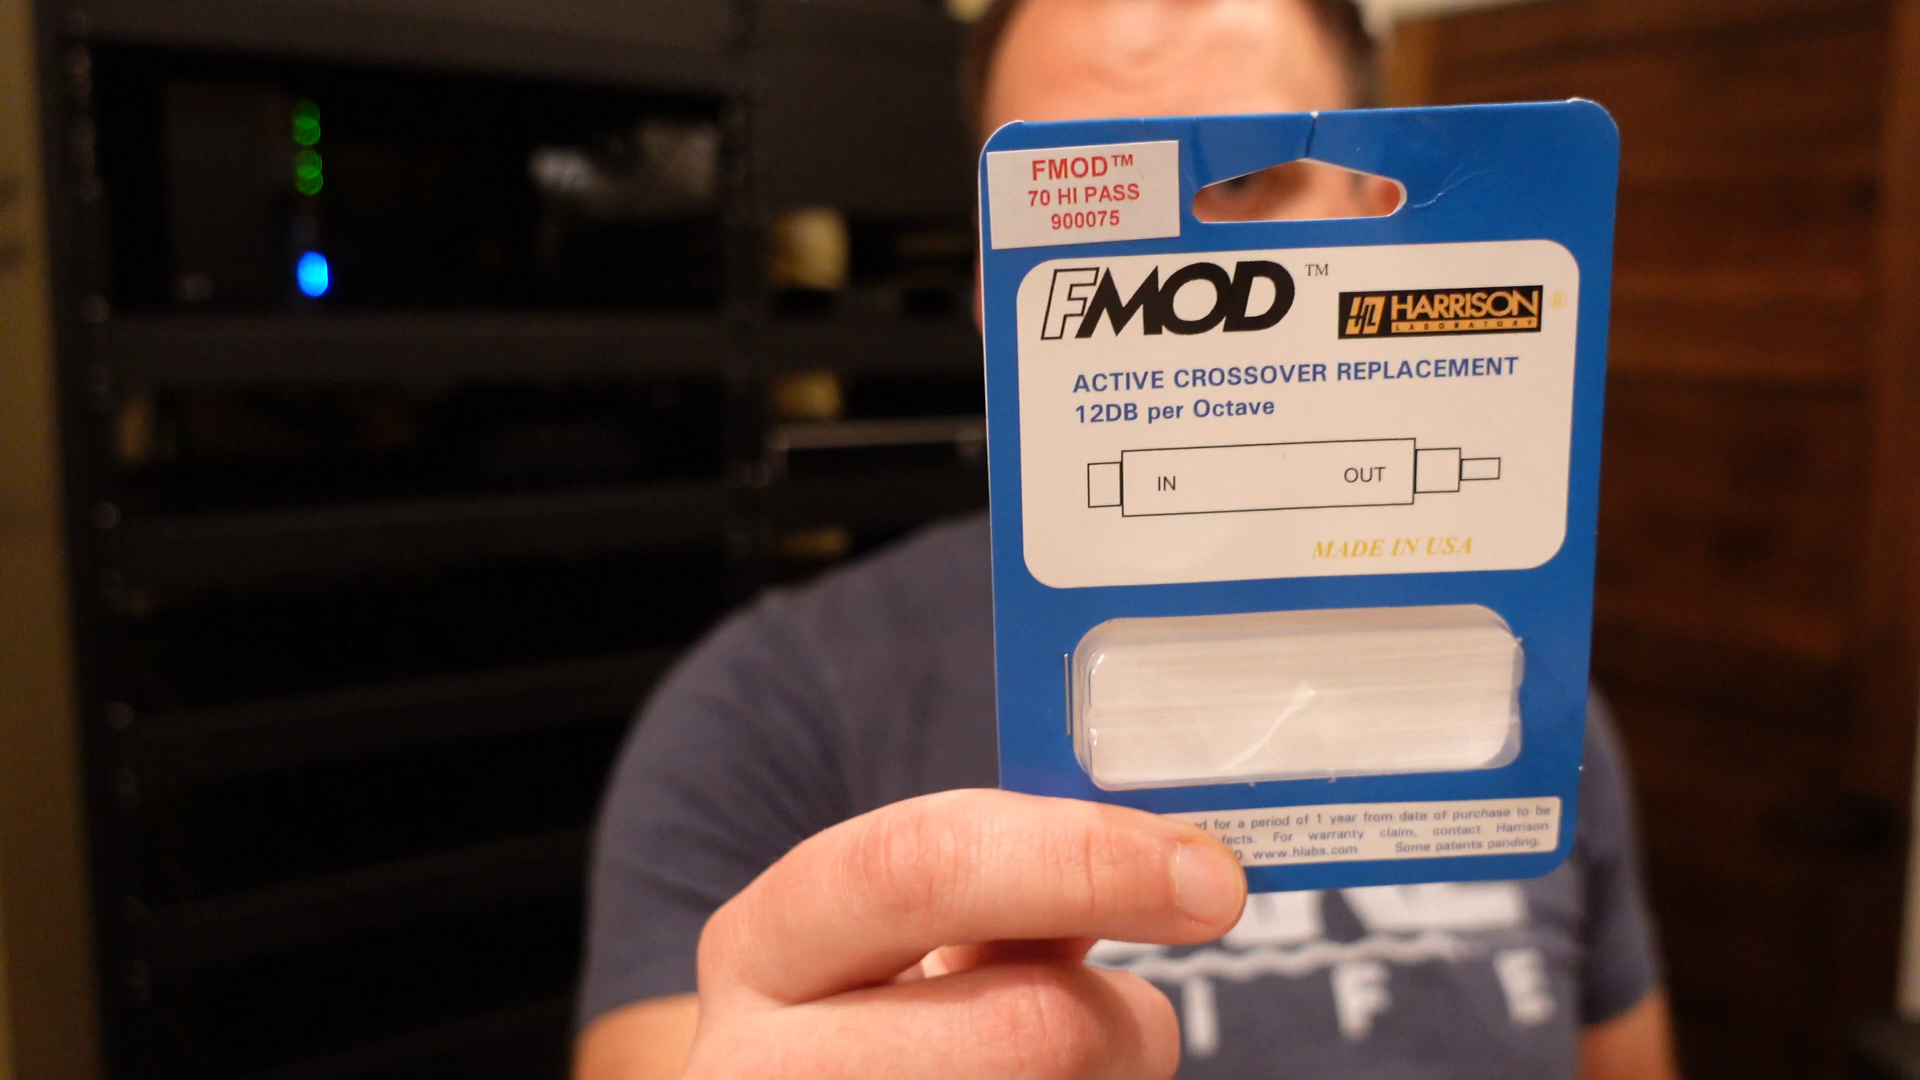 FMOD™
70 HI PASS
900075
FMOD™
HL HARRISON®
LABORATORY
ACTIVE CROSSOVER REPLACEMENT
12DB per Octave
IN OUT
MADE IN USA
for a period of 1 year from date of purchase to be
For warranty claim, contact Harrison
www.hlabs.com Some patents pending.
I F E